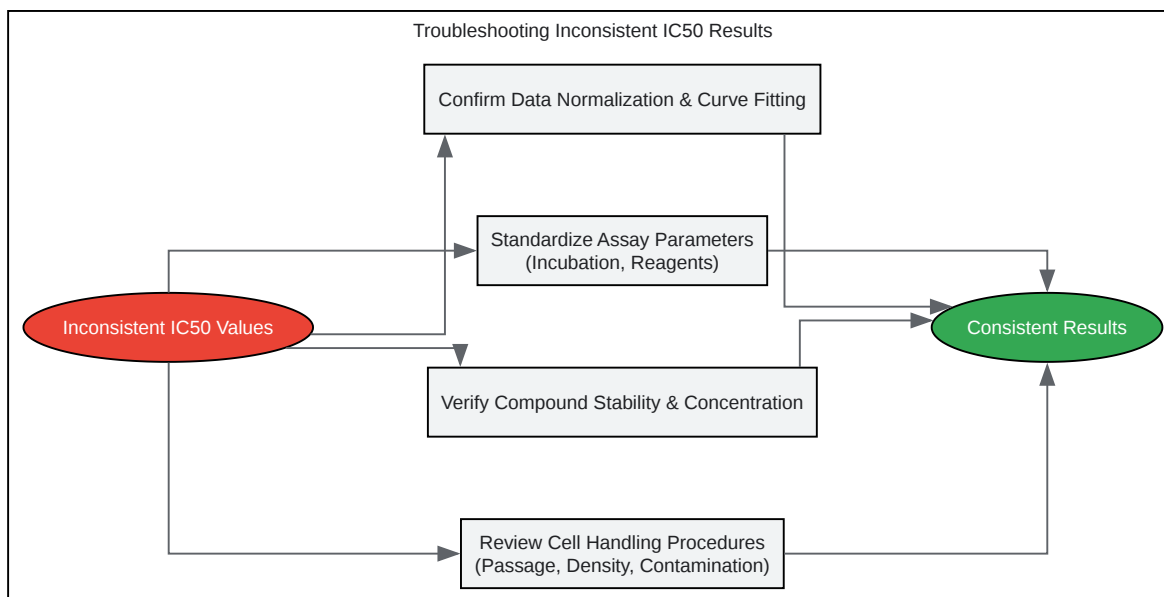 Troubleshooting Inconsistent IC50 Results
Confirm Data Normalization & Curve Fitting
Standardize Assay Parameters
(Incubation, Reagents)
Inconsistent IC50 Values
Consistent Results
Verify Compound Stability & Concentration
Review Cell Handling Procedures
(Passage, Density, Contamination)